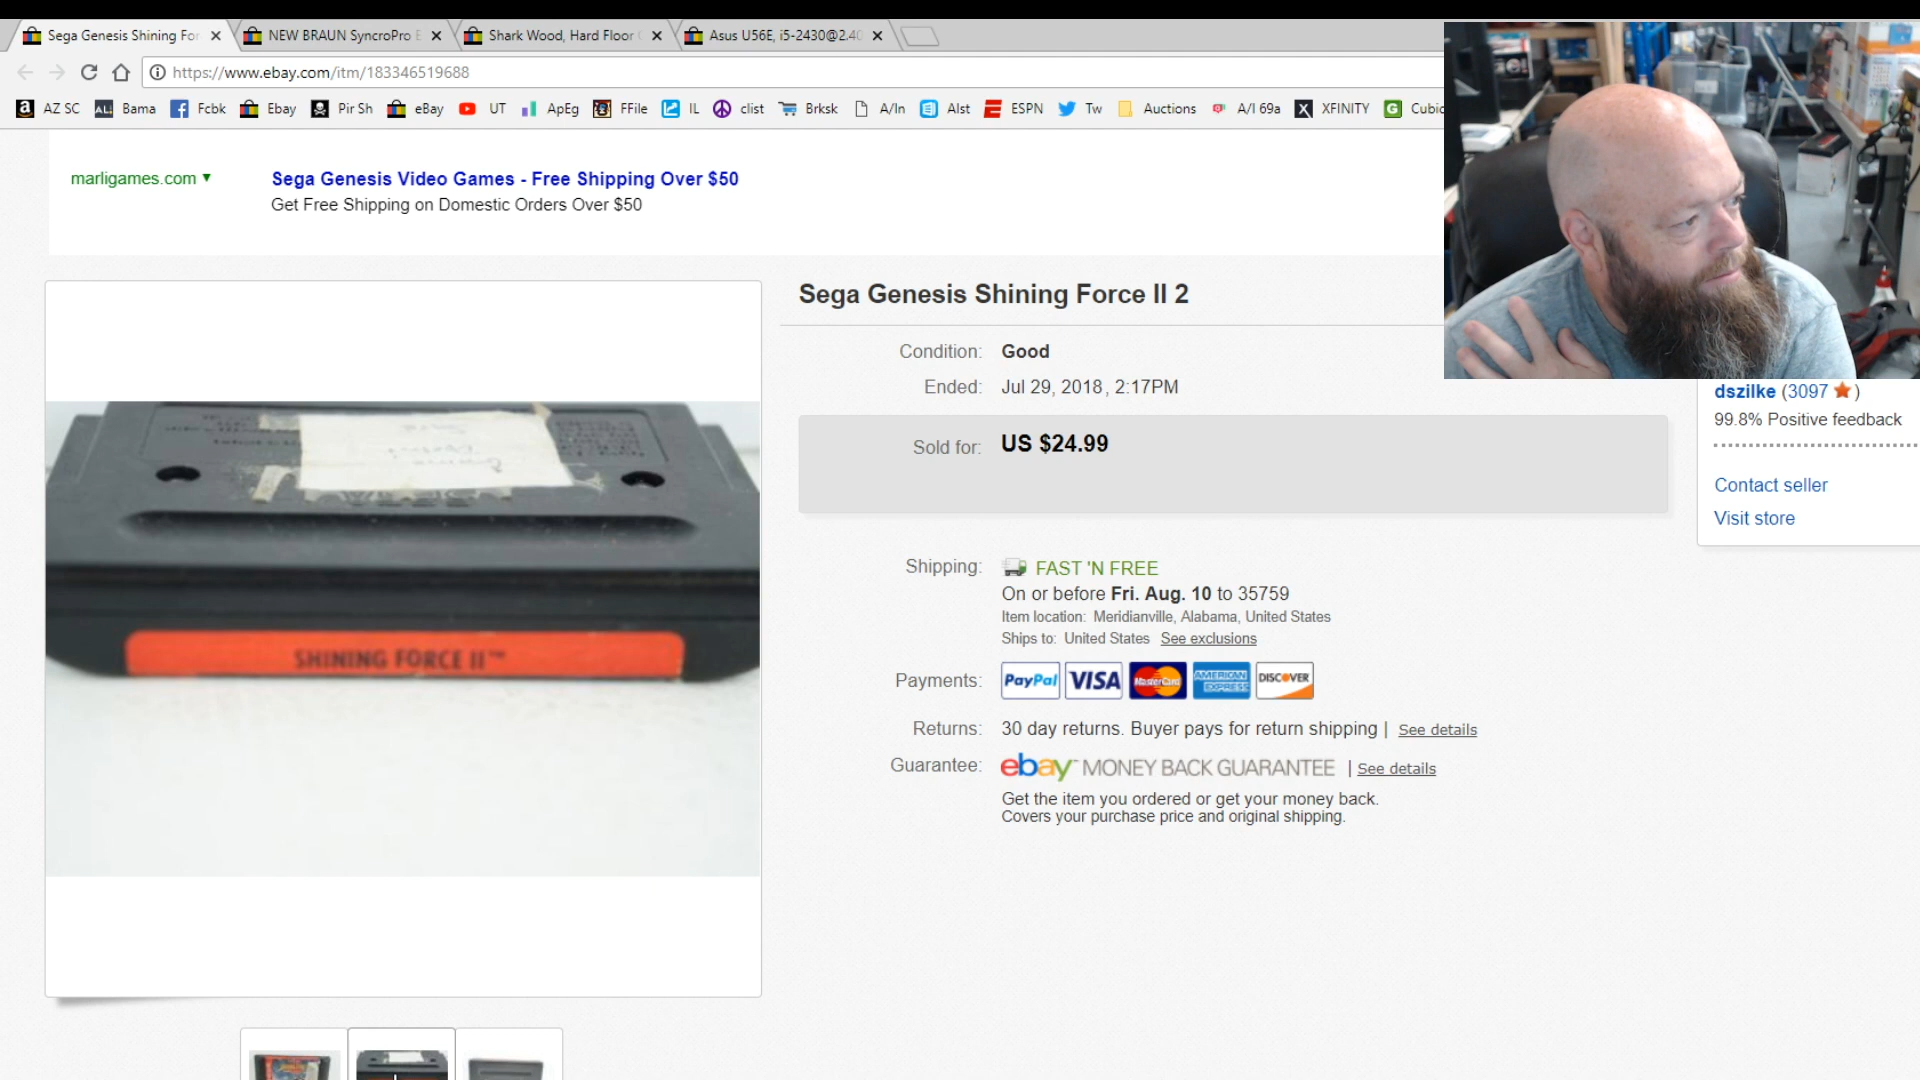 Sega Genesis Shining For
NEW BRAUN SyncroPro E
Shark Wood, Hard Floor
Asus U56E, i5-2430@2.40
https://www.ebay.com/itm/183346519688
AZ SC Bama Fcbk Ebay Pir Sh eBay UT ApEg FFile IL clist Brksk A/In Alst ESPN Tw Auctions A/I 69a XFINITY Cubic
marligames.com
Sega Genesis Video Games - Free Shipping Over $50
Get Free Shipping on Domestic Orders Over $50
Sega Genesis Shining Force II 2
Condition: Good
Ended: Jul 29, 2018, 2:17PM
Sold for: US $24.99
dszilke (3097)
99.8% Positive feedback
Contact seller
Visit store
Shipping: FAST 'N FREE
On or before Fri. Aug. 10 to 35759
Item location: Meridianville, Alabama, United States
Ships to: United States See exclusions
Payments: PayPal VISA MasterCard AMERICAN EXPRESS DISCOVER
Returns: 30 day returns. Buyer pays for return shipping | See details
Guarantee: ebay MONEY BACK GUARANTEE | See details
Get the item you ordered or get your money back.
Covers your purchase price and original shipping.
SHINING FORCE II™